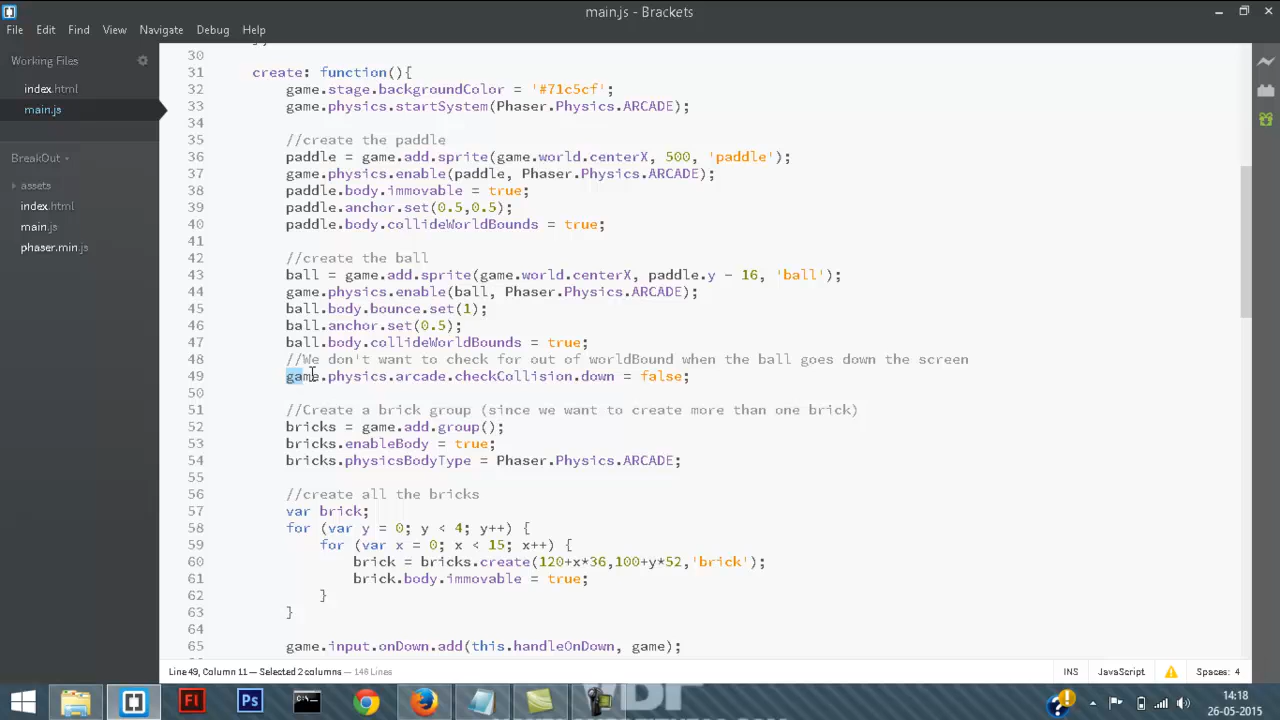 main.js - Brackets
File Edit Find View Navigate Debug Help
Working Files
index.html
main.js
BreakOut
assets
index.html
main.js
phaser.min.js
30
31 create: function(){
32 game.stage.backgroundColor = '#71c5cf';
33 game.physics.startSystem(Phaser.Physics.ARCADE);
34
35 //create the paddle
36 paddle = game.add.sprite(game.world.centerX, 500, 'paddle');
37 game.physics.enable(paddle, Phaser.Physics.ARCADE);
38 paddle.body.immovable = true;
39 paddle.anchor.set(0.5,0.5);
40 paddle.body.collideWorldBounds = true;
41
42 //create the ball
43 ball = game.add.sprite(game.world.centerX, paddle.y - 16, 'ball');
44 game.physics.enable(ball, Phaser.Physics.ARCADE);
45 ball.body.bounce.set(1);
46 ball.anchor.set(0.5);
47 ball.body.collideWorldBounds = true;
48 //We don't want to check for out of worldBound when the ball goes down the screen
49 game.physics.arcade.checkCollision.down = false;
50
51 //Create a brick group (since we want to create more than one brick)
52 bricks = game.add.group();
53 bricks.enableBody = true;
54 bricks.physicsBodyType = Phaser.Physics.ARCADE;
55
56 //create all the bricks
57 var brick;
58 for (var y = 0; y < 4; y++) {
59 for (var x = 0; x < 15; x++) {
60 brick = bricks.create(120+x*36,100+y*52,'brick');
61 brick.body.immovable = true;
62 }
63 }
64
65 game.input.onDown.add(this.handleOnDown, game);
Line 49, Column 11 — Selected 2 columns — 146 Lines
INS JavaScript Spaces: 4
Fl Ps
14:18
26-05-2015